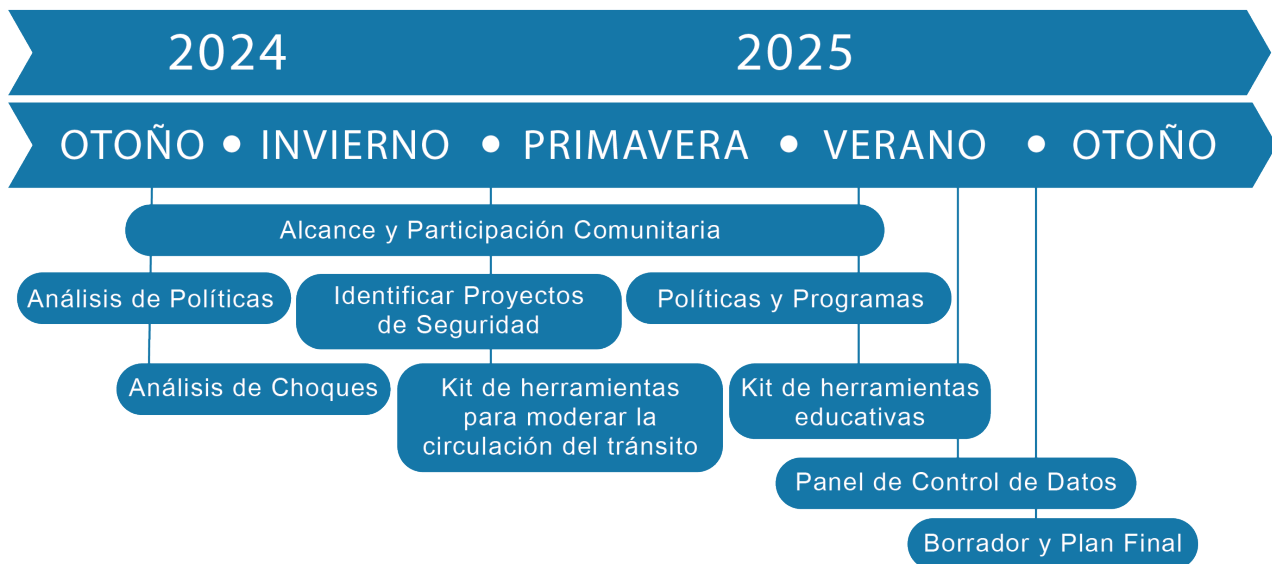 2024 2025
OTOÑO • INVIERNO • PRIMAVERA • VERANO • OTOÑO
Alcance y Participación Comunitaria
Análisis de Políticas
Identificar Proyectos
de Seguridad
Políticas y Programas
Análisis de Choques
Kit de herramientas
para moderar la
circulación del tránsito
Kit de herramientas
educativas
Panel de Control de Datos
Borrador y Plan Final